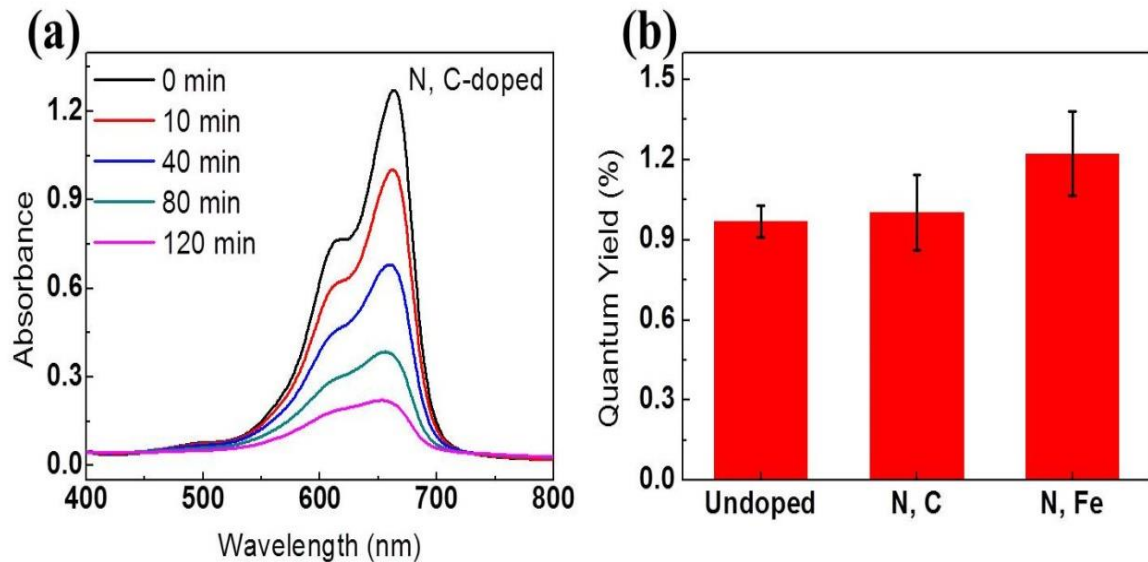 (a)
N, C-doped
0 min
10 min
40 min
80 min
120 min
Absorbance
1.2
0.9
0.6
0.3
0.0
400 500 600 700 800
Wavelength (nm)
(b)
Quantum Yield (%)
1.5
1.2
0.9
0.6
0.3
0.0
Undoped N, C N, Fe